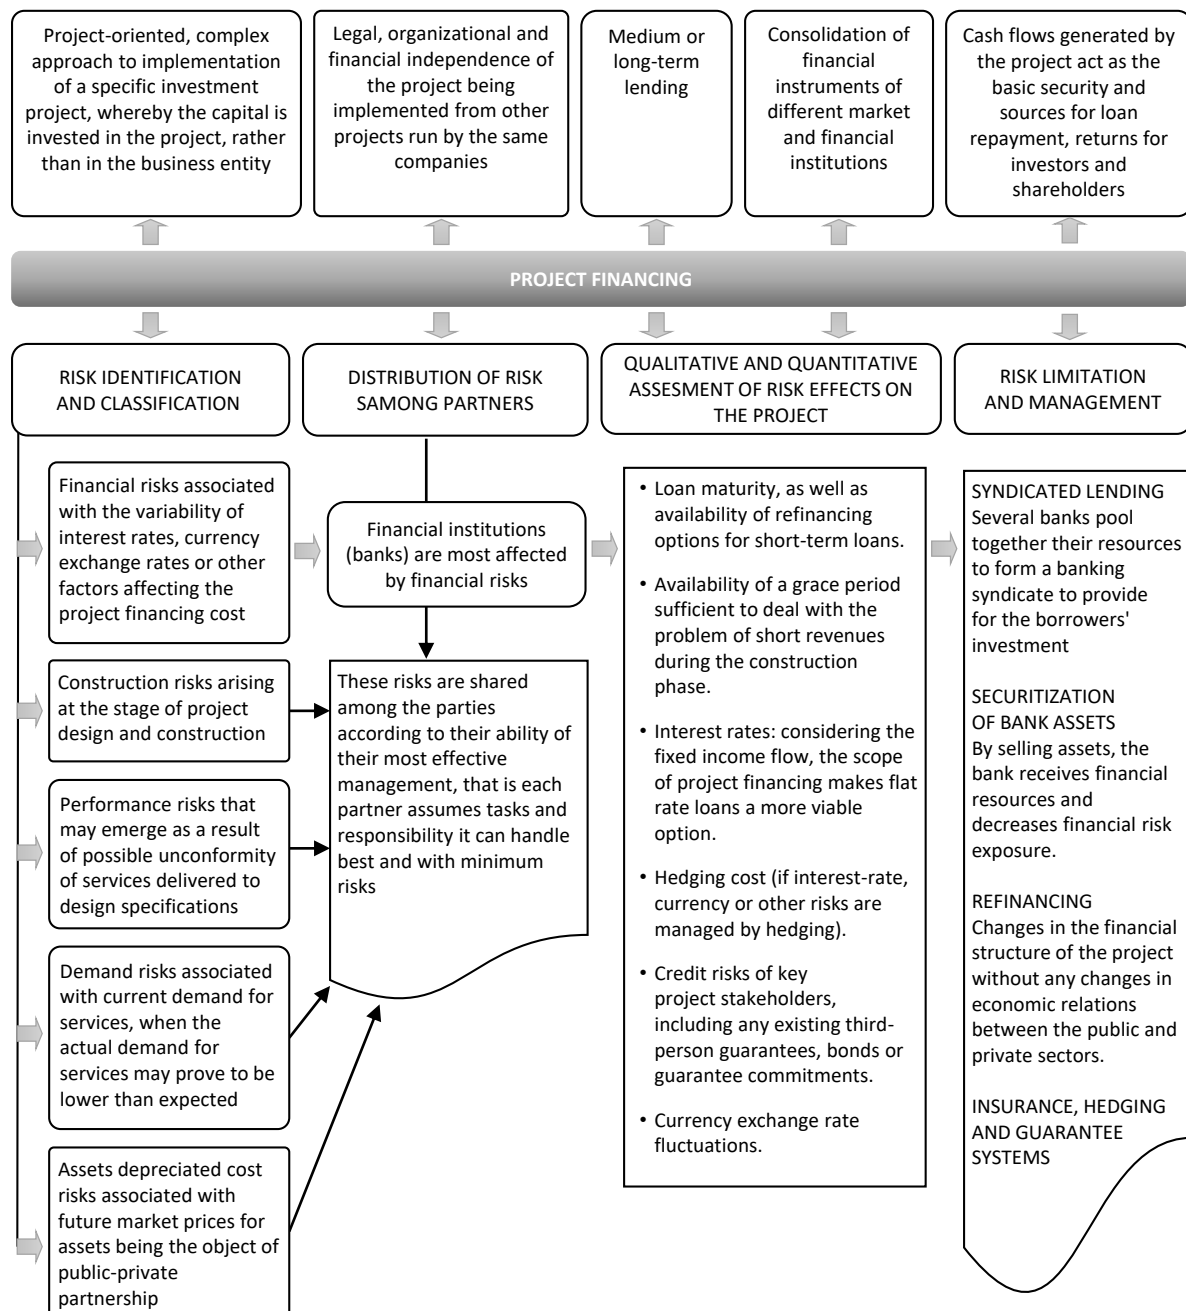 Project-oriented, complex
approach to implementation
of a specific investment
project, whereby the capital is
invested in the project, rather
than in the business entity
Legal, organizational and
financial independence of
the project being
implemented from other
projects run by the same
companies
Medium or
long-term
lending
Consolidation of
financial
instruments of
different market
and financial
institutions
Cash flows generated by
the project act as the
basic security and
sources for loan
repayment, returns for
investors and
shareholders
PROJECT FINANCING
RISK IDENTIFICATION
AND CLASSIFICATION
DISTRIBUTION OF RISK
SAMONG PARTNERS
QUALITATIVE AND QUANTITATIVE
ASSESMENT OF RISK EFFECTS ON
THE PROJECT
RISK LIMITATION
AND MANAGEMENT
Financial risks associated
with the variability of
interest rates, currency
exchange rates or other
factors affecting the
project financing cost
Construction risks arising
at the stage of project
design and construction
Performance risks that
may emerge as a result
of possible unconformity
of services delivered to
design specifications
Demand risks associated
with current demand for
services, when the
actual demand for
services may prove to be
lower than expected
Assets depreciated cost
risks associated with
future market prices for
assets being the object of
public-private
partnership
Financial institutions
(banks) are most affected
by financial risks
These risks are shared
among the parties
according to their ability of
their most effective
management, that is each
partner assumes tasks and
responsibility it can handle
best and with minimum
risks
• Loan maturity, as well as
availability of refinancing
options for short-term loans.
• Availability of a grace period
sufficient to deal with the
problem of short revenues
during the construction
phase.
• Interest rates: considering the
fixed income flow, the scope
of project financing makes flat
rate loans a more viable
option.
• Hedging cost (if interest-rate,
currency or other risks are
managed by hedging).
• Credit risks of key
project stakeholders,
including any existing third-
person guarantees, bonds or
guarantee commitments.
• Currency exchange rate
fluctuations.
SYNDICATED LENDING
Several banks pool
together their resources
to form a banking
syndicate to provide
for the borrowers'
investment
SECURITIZATION
OF BANK ASSETS
By selling assets, the
bank receives financial
resources and
decreases financial risk
exposure.
REFINANCING
Changes in the financial
structure of the project
without any changes in
economic relations
between the public and
private sectors.
INSURANCE, HEDGING
AND GUARANTEE
SYSTEMS